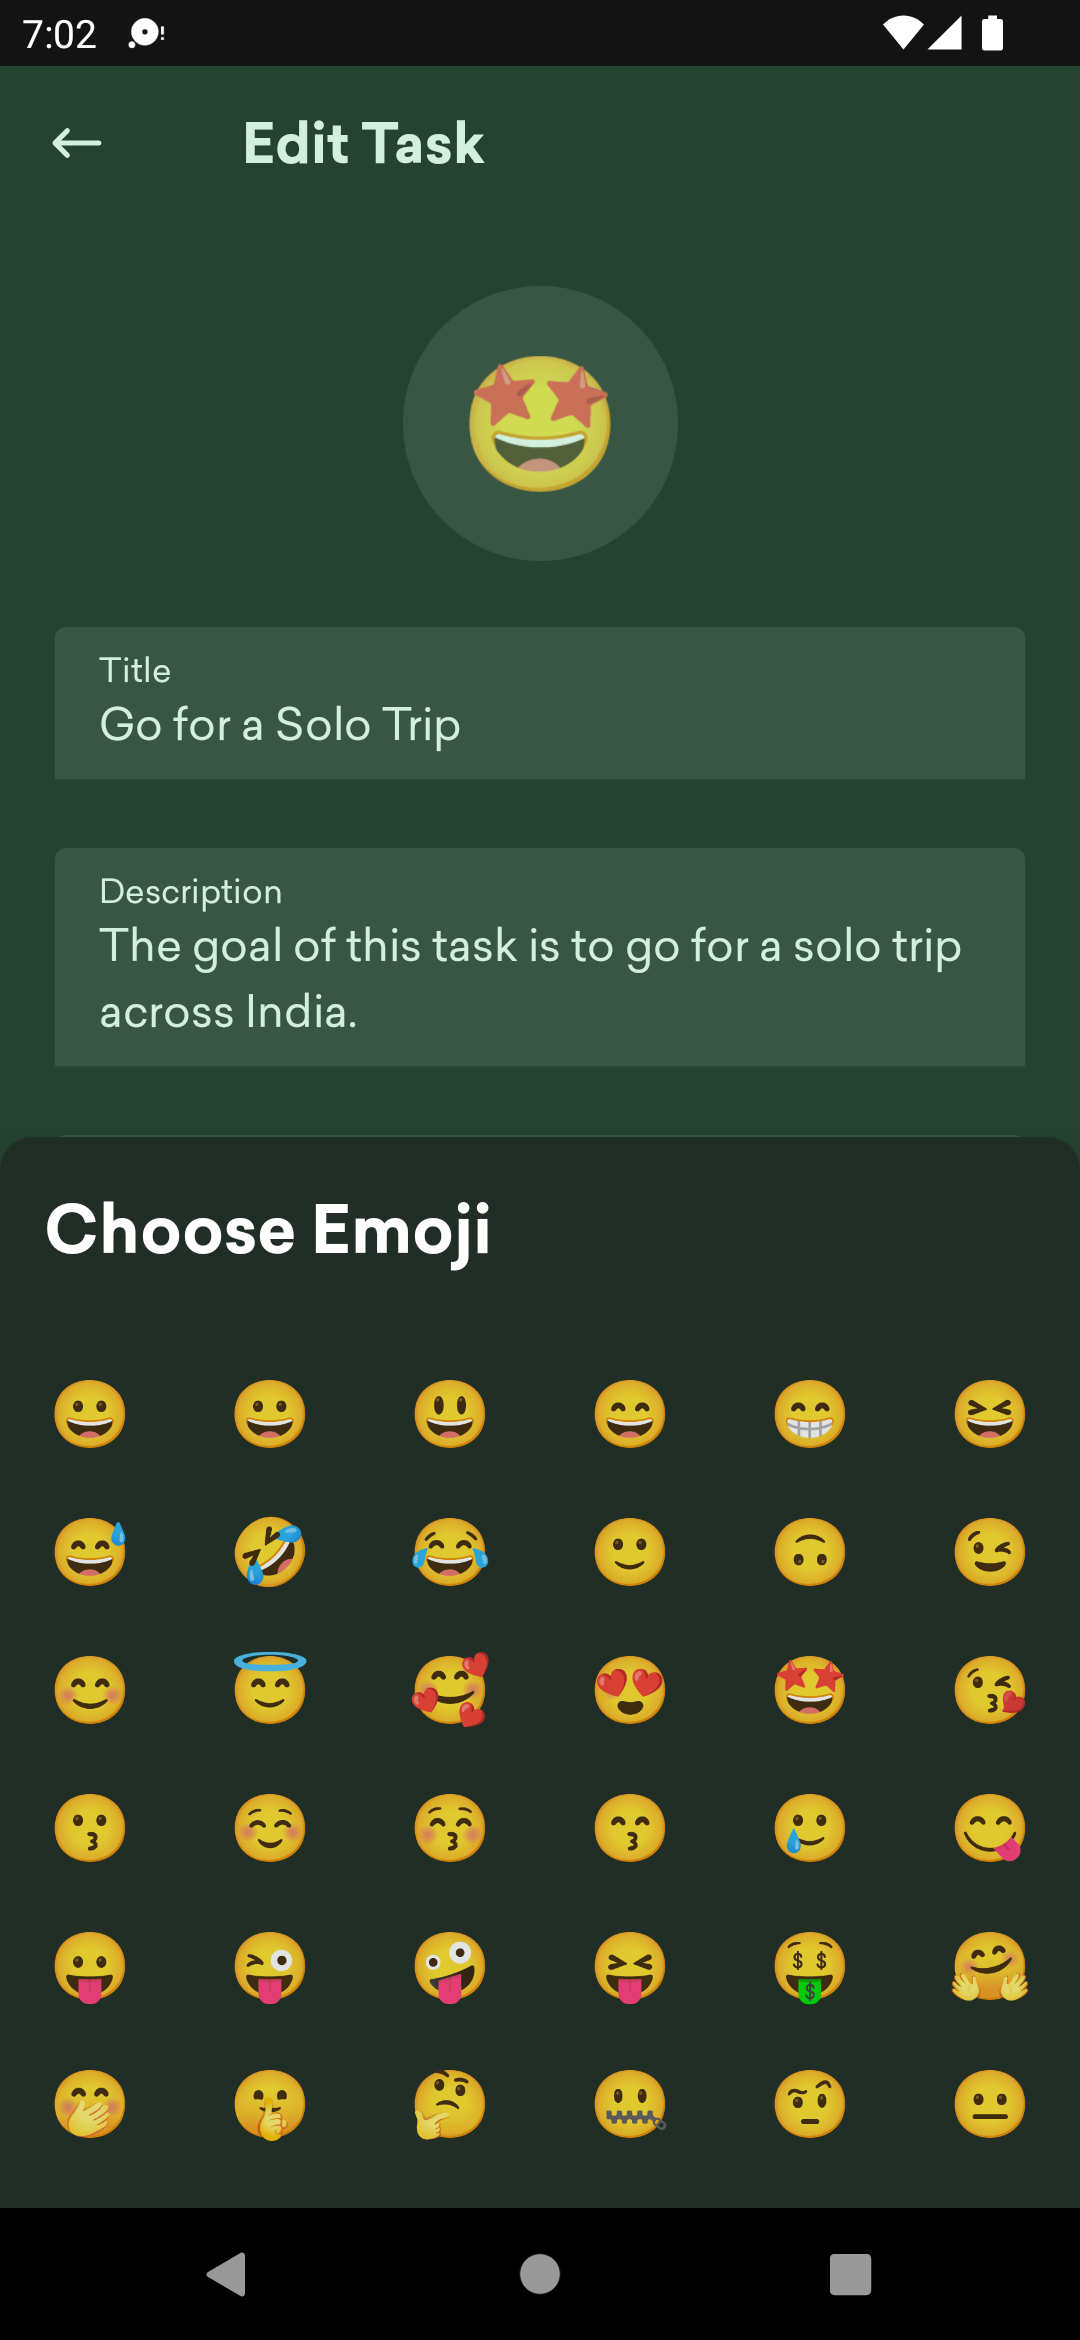 7:02
Edit Task
Title
Go for a Solo Trip
Description
The goal of this task is to go for a solo trip
across India.
Choose Emoji